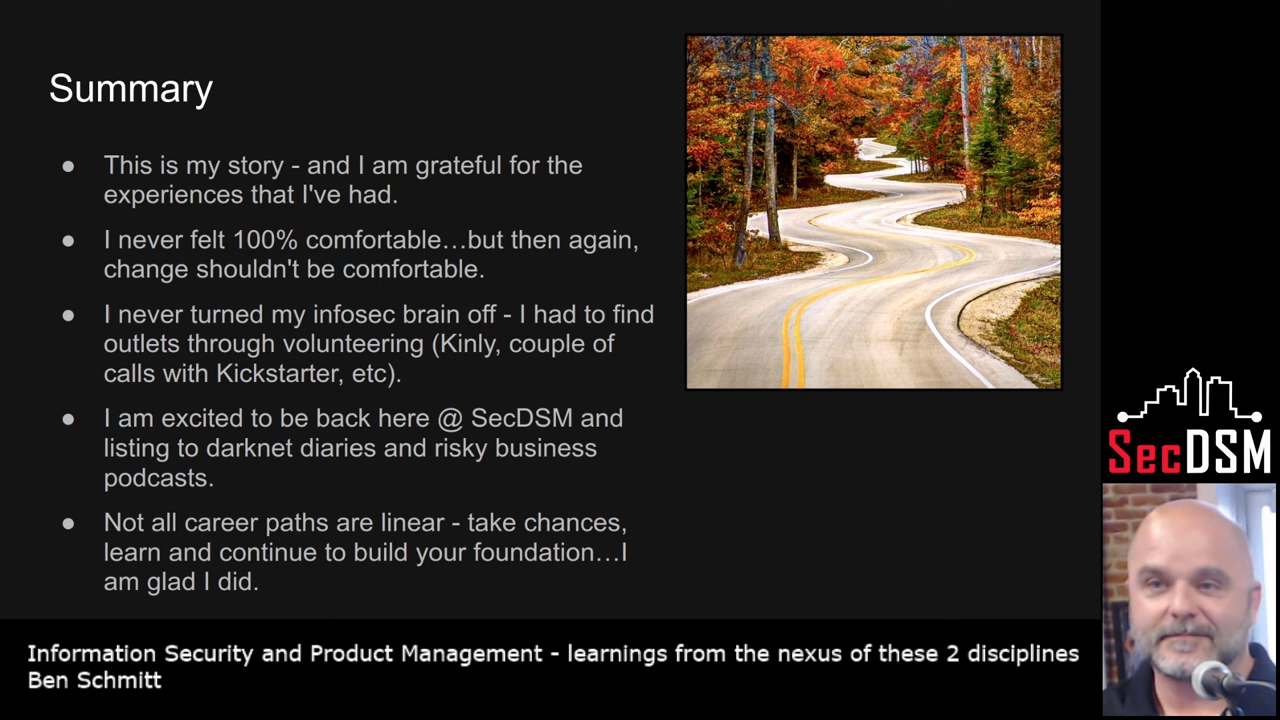 Summary
● This is my story - and I am grateful for the
experiences that I've had.
● I never felt 100% comfortable…but then again,
change shouldn't be comfortable.
● I never turned my infosec brain off - I had to find
outlets through volunteering (Kinly, couple of
calls with Kickstarter, etc).
● I am excited to be back here @ SecDSM and
listing to darknet diaries and risky business
podcasts.
● Not all career paths are linear - take chances,
learn and continue to build your foundation…I
am glad I did.
SecDSM
Information Security and Product Management - learnings from the nexus of these 2 disciplines
Ben Schmitt